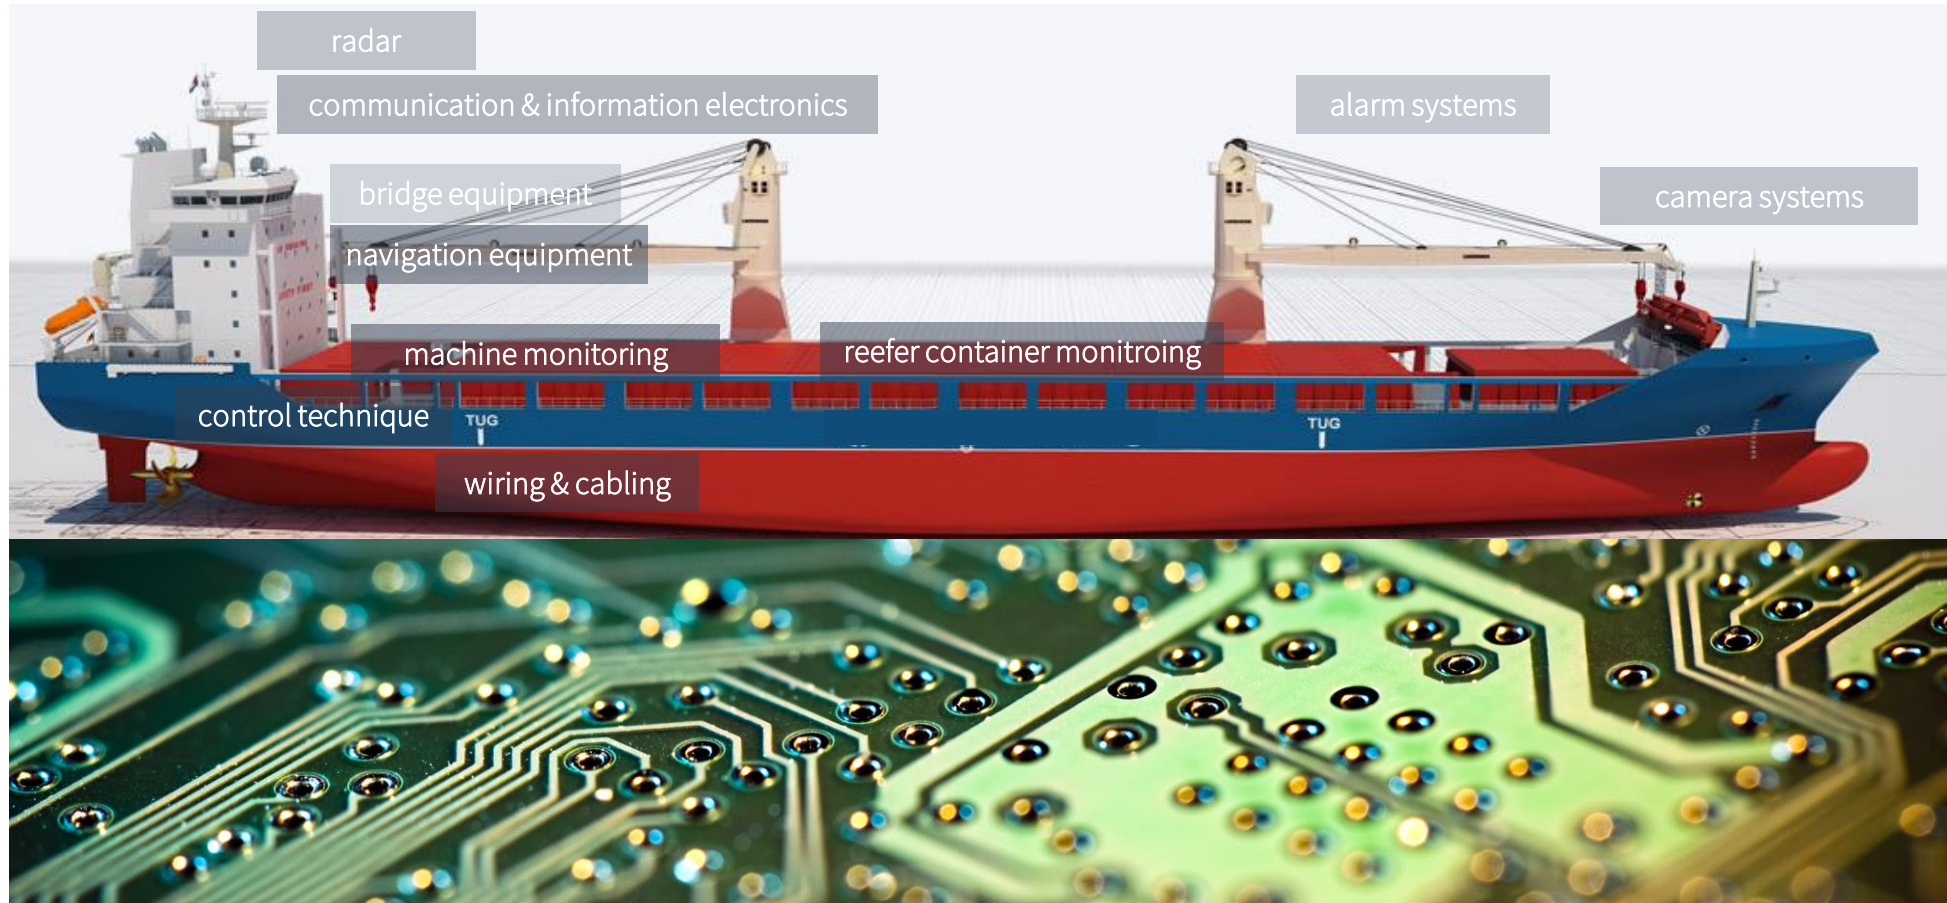 radar
communication & information electronics
alarm systems
bridge equipment
camera systems
navigation equipment
machine monitoring
reefer container monitroing
control technique
TUG
TUG
wiring & cabling